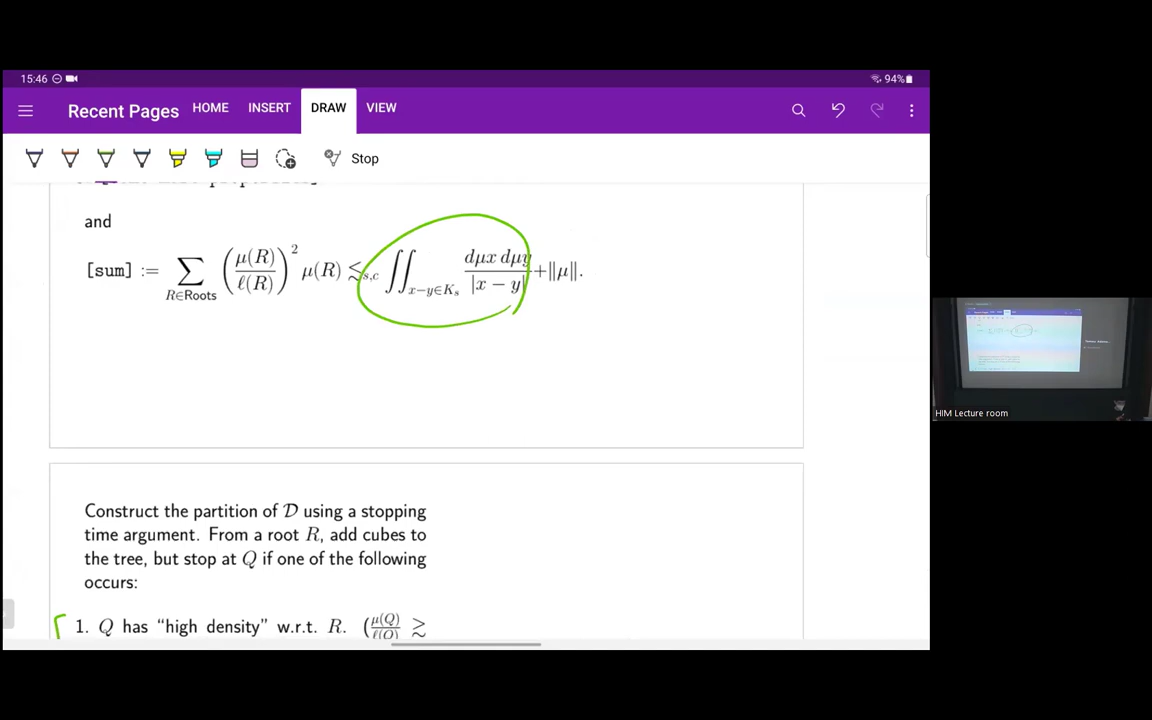 15:46
94%
Recent Pages HOME INSERT DRAW VIEW
Stop
and
[sum] := ∑_{R∈Roots} (μ(R)/ℓ(R))² μ(R) ≲_{s,c} ∬_{x−y∈K_s} dμx dμy/|x − y| + ‖μ‖.
HIM Lecture room
Construct the partition of 𝒟 using a stopping
time argument. From a root R, add cubes to
the tree, but stop at Q if one of the following
occurs:
1. Q has “high density” w.r.t. R. (μ(Q)/ℓ(Q) ≳